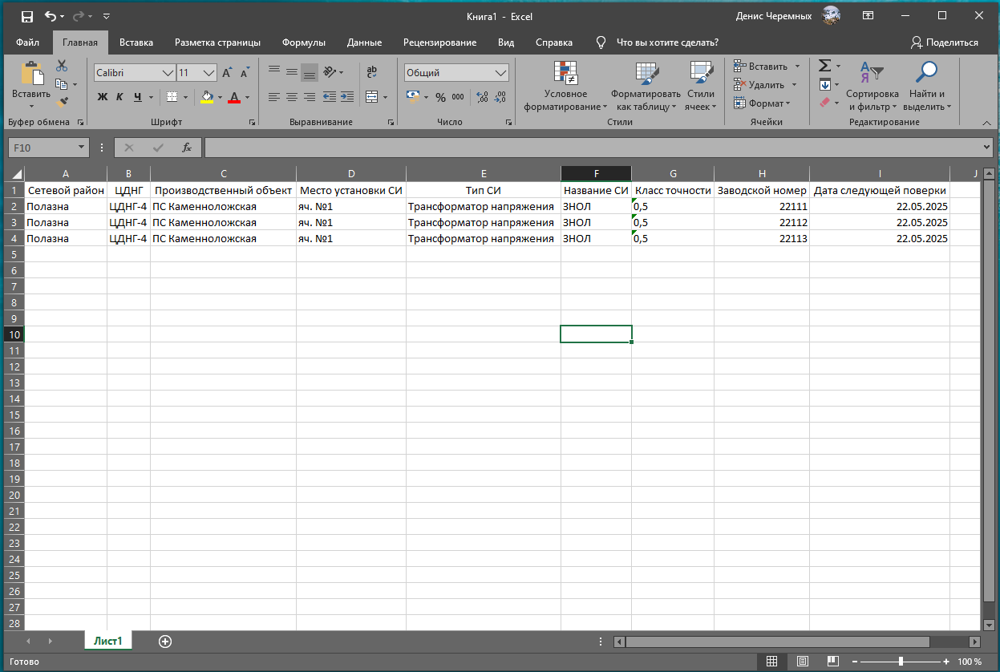 Книга1 - Excel
Денис Черемных
Файл Главная Вставка Разметка страницы Формулы Данные Рецензирование Вид Справка Что вы хотите сделать? Поделиться
Вставить
Буфер обмена
Calibri 11
Ж К Ч
Шрифт
ab
Выравнивание
Общий
% 000
Число
Условное форматирование
Форматировать как таблицу
Стили ячеек
Стили
Вставить
Удалить
Формат
Ячейки
Сортировка и фильтр
Найти и выделить
Редактирование
F10 fx
A B C D E F G H I J
1 Сетевой район ЦДНГ Производственный объект Место установки СИ Тип СИ Название СИ Класс точности Заводской номер Дата следующей поверки
2 Полазна ЦДНГ-4 ПС Каменноложская яч. №1 Трансформатор напряжения ЗНОЛ 0,5 22111 22.05.2025
3 Полазна ЦДНГ-4 ПС Каменноложская яч. №1 Трансформатор напряжения ЗНОЛ 0,5 22112 22.05.2025
4 Полазна ЦДНГ-4 ПС Каменноложская яч. №1 Трансформатор напряжения ЗНОЛ 0,5 22113 22.05.2025
5
6
7
8
9
10
11
12
13
14
15
16
17
18
19
20
21
22
23
24
25
26
27
28
Лист1
Готово
100 %